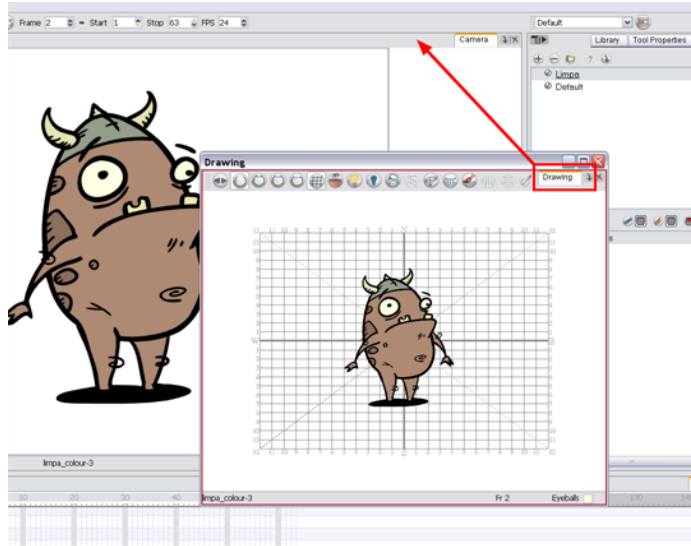 Frame 2 Start 1 Stop 63 FPS 24 Default
Camera Library Tool Properties
Limpa
Default
Drawing
Drawing
limpa_colour-3
limpa_colour-3 Fr 2 Eyeballs
10 20 30 40 130